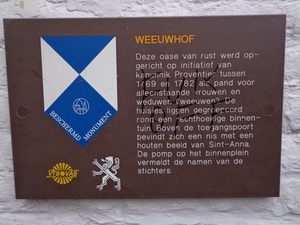 WEEUWHOF
Deze oase van rust werd op-
gericht op initiatief van
kanunnik Proventier tussen
1769 en 1782 als pand voor
alleenstaande vrouwen en
weduwen ("weeuwen"). De
huisjes liggen gegroepeerd
rond een rechthoekige binnen-
tuin. Boven de toegangspoort
bevindt zich een nis met een
houten beeld van Sint-Anna.
De pomp op het binnenplein
vermeldt de namen van de
stichters.
BESCHERMD MONUMENT